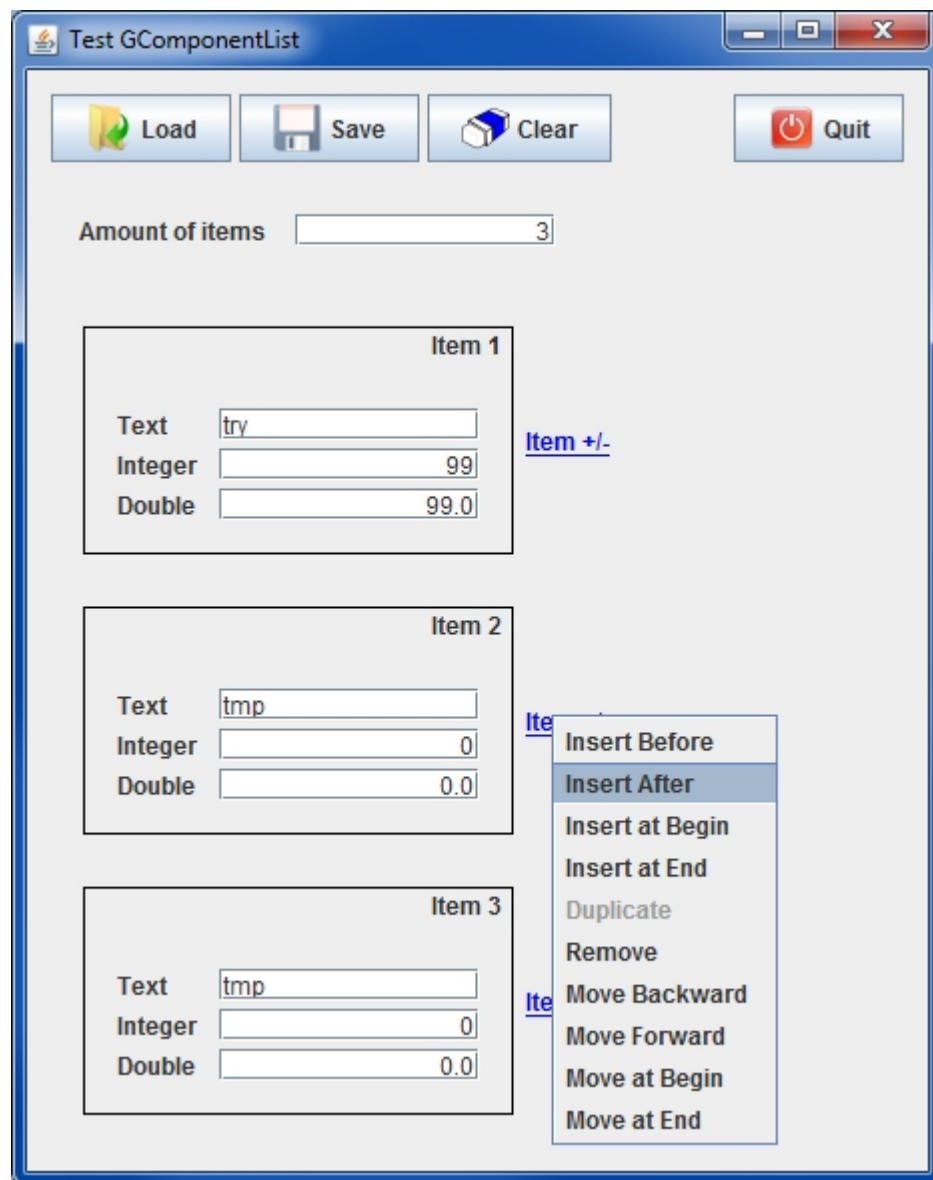 Test GComponentList
Load Save Clear Quit
Amount of items 3
Item 1
Text try
Item +/-
Integer 99
Double 99.0
Item 2
Text tmp
Ite
Insert Before
Integer 0
Double 0.0
Insert After
Insert at Begin
Insert at End
Item 3
Duplicate
Remove
Text tmp
Ite
Move Backward
Integer 0
Move Forward
Double 0.0
Move at Begin
Move at End